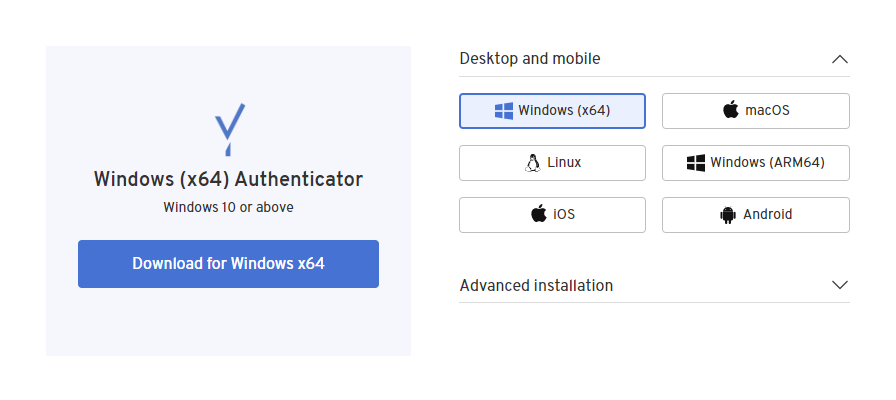 Windows (x64) Authenticator
Windows 10 or above
Download for Windows x64
Desktop and mobile
Windows (x64)
macOS
Linux
Windows (ARM64)
iOS
Android
Advanced installation